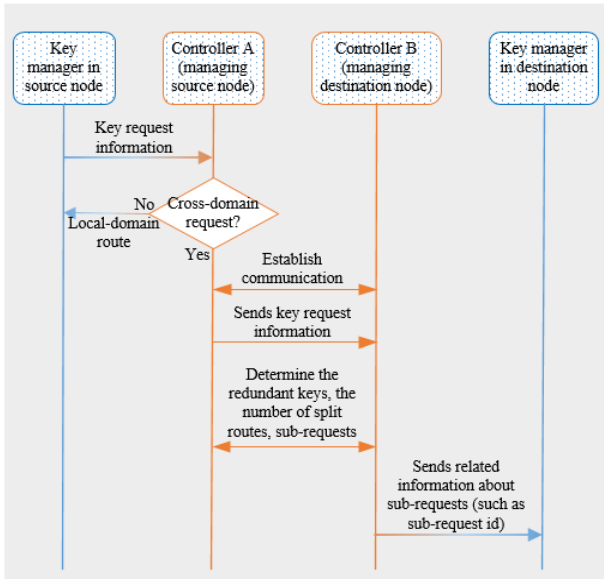 Key
manager in
source node
Controller A
(managing
source node)
Controller B
(managing
destination node)
Key manager
in destination
node
Key request
information
No
Cross-domain
request?
Local-domain
route
Yes
Establish
communication
Sends key request
information
Determine the
redundant keys, the
number of split
routes, sub-requests
Sends related
information about
sub-requests (such as
sub-request id)